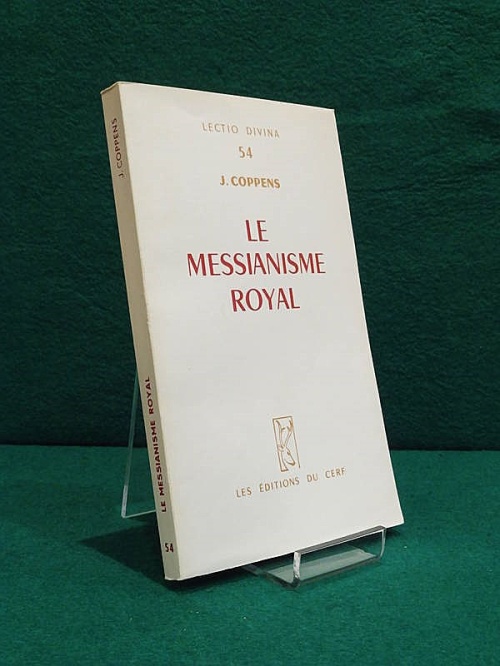 LECTIO DIVINA
54
J. COPPENS
LE
MESSIANISME
ROYAL
LES ÉDITIONS DU CERF
J. COPPENS
LE MESSIANISME ROYAL
54